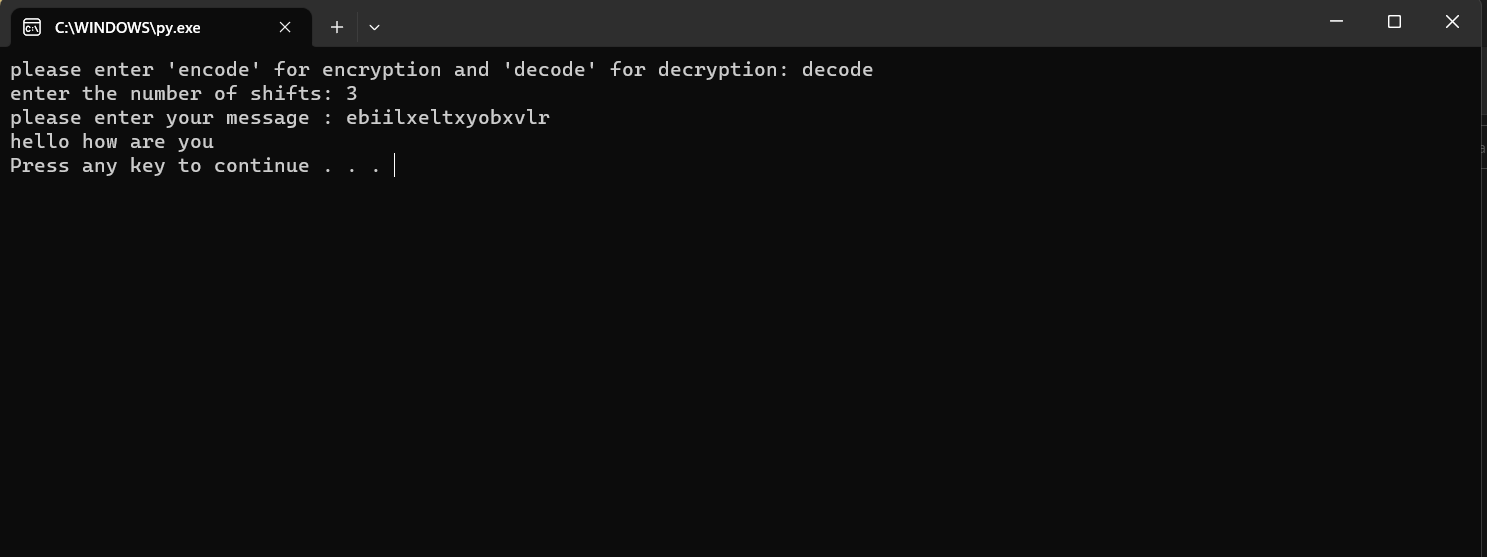 C:\WINDOWS\py.exe
please enter 'encode' for encryption and 'decode' for decryption: decode
enter the number of shifts: 3
please enter your message : ebiilxeltxyobxvlr
hello how are you
Press any key to continue . . .